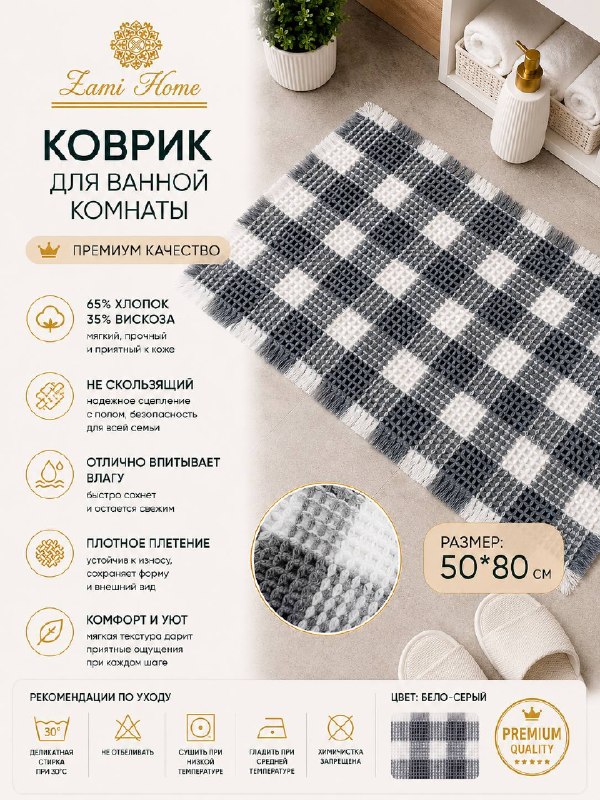 Zami Home
КОВРИК
ДЛЯ ВАННОЙ
КОМНАТЫ
ПРЕМИУМ КАЧЕСТВО
65% ХЛОПОК
35% ВИСКОЗА
мягкий, прочный
и приятный к коже
НЕ СКОЛЬЗЯЩИЙ
надежное сцепление
с полом, безопасность
для всей семьи
ОТЛИЧНО ВПИТЫВАЕТ
ВЛАГУ
быстро сохнет
и остается свежим
ПЛОТНОЕ ПЛЕТЕНИЕ
устойчив к износу,
сохраняет форму
и внешний вид
КОМФОРТ И УЮТ
мягкая текстура дарит
приятные ощущения
при каждом шаге
РАЗМЕР:
50*80 СМ
РЕКОМЕНДАЦИИ ПО УХОДУ
30°
ДЕЛИКАТНАЯ
СТИРКА
ПРИ 30°C
НЕ ОТБЕЛИВАТЬ
СУШИТЬ ПРИ
НИЗКОЙ
ТЕМПЕРАТУРЕ
ГЛАДИТЬ ПРИ
СРЕДНЕЙ
ТЕМПЕРАТУРЕ
ХИМЧИСТКА
ЗАПРЕЩЕНА
ЦВЕТ: БЕЛО-СЕРЫЙ
PREMIUM
QUALITY